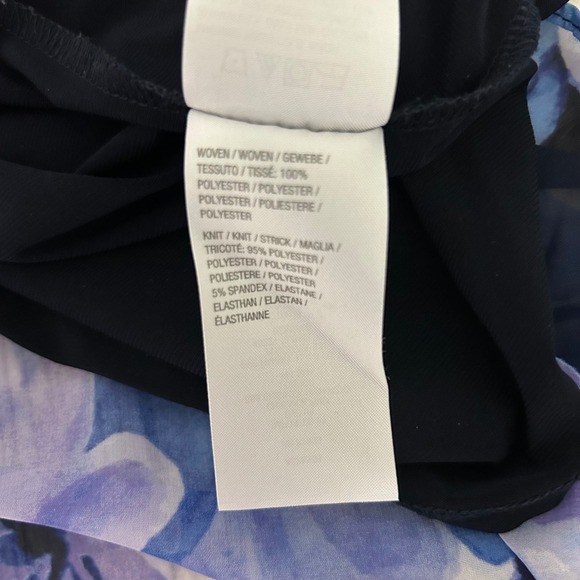 WOVEN / WOVEN / GEWEBE /
TESSUTO / TISSÉ: 100%
POLYESTER / POLYESTER /
POLYESTER / POLIESTERE /
POLYESTER
KNIT / KNIT / STRICK / MAGLIA /
TRICOTÉ: 95% POLYESTER /
POLYESTER / POLYESTER /
POLIESTERE / POLYESTER
5% SPANDEX / ELASTANE /
ELASTHAN / ELASTAN /
ÉLASTHANNE